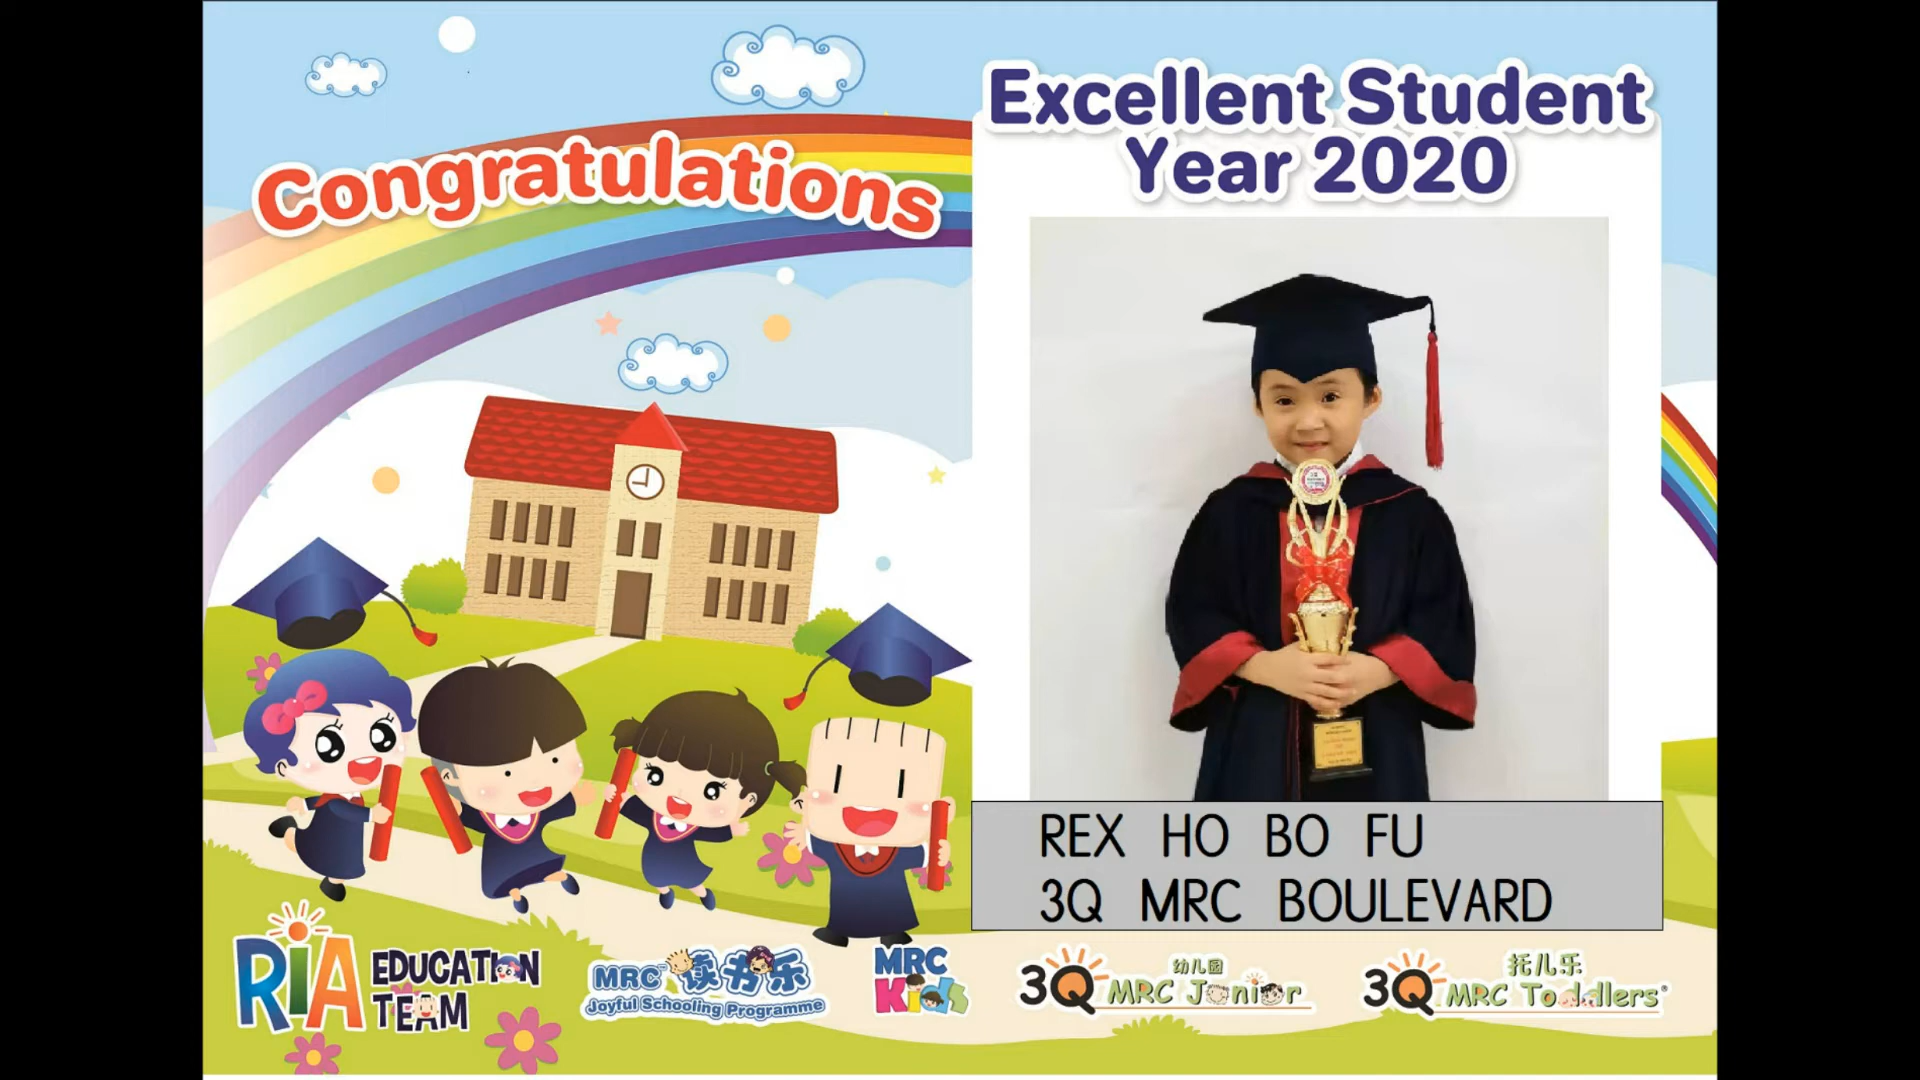 Congratulations
Excellent Student
Year 2020
REX HO BO FU
3Q MRC BOULEVARD
RiA EDUCATION
TEAM
MRC 读书乐
Joyful Schooling Programme
MRC
Kids
幼儿园
3Q MRC Junior
托儿乐
3Q MRC Toddlers